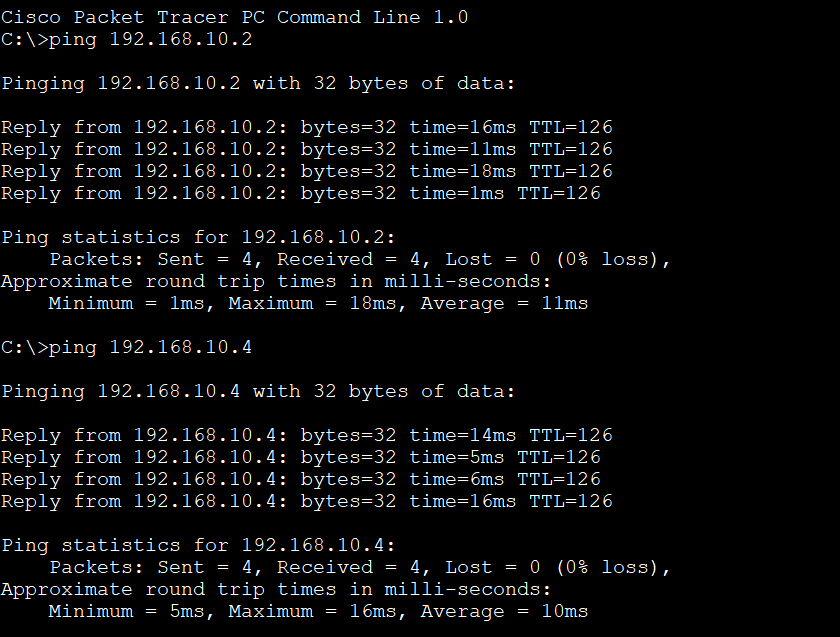 Cisco Packet Tracer PC Command Line 1.0
C:\>ping 192.168.10.2
Pinging 192.168.10.2 with 32 bytes of data:
Reply from 192.168.10.2: bytes=32 time=16ms TTL=126
Reply from 192.168.10.2: bytes=32 time=11ms TTL=126
Reply from 192.168.10.2: bytes=32 time=18ms TTL=126
Reply from 192.168.10.2: bytes=32 time=1ms TTL=126
Ping statistics for 192.168.10.2:
    Packets: Sent = 4, Received = 4, Lost = 0 (0% loss),
Approximate round trip times in milli-seconds:
    Minimum = 1ms, Maximum = 18ms, Average = 11ms
C:\>ping 192.168.10.4
Pinging 192.168.10.4 with 32 bytes of data:
Reply from 192.168.10.4: bytes=32 time=14ms TTL=126
Reply from 192.168.10.4: bytes=32 time=5ms TTL=126
Reply from 192.168.10.4: bytes=32 time=6ms TTL=126
Reply from 192.168.10.4: bytes=32 time=16ms TTL=126
Ping statistics for 192.168.10.4:
    Packets: Sent = 4, Received = 4, Lost = 0 (0% loss),
Approximate round trip times in milli-seconds:
    Minimum = 5ms, Maximum = 16ms, Average = 10ms